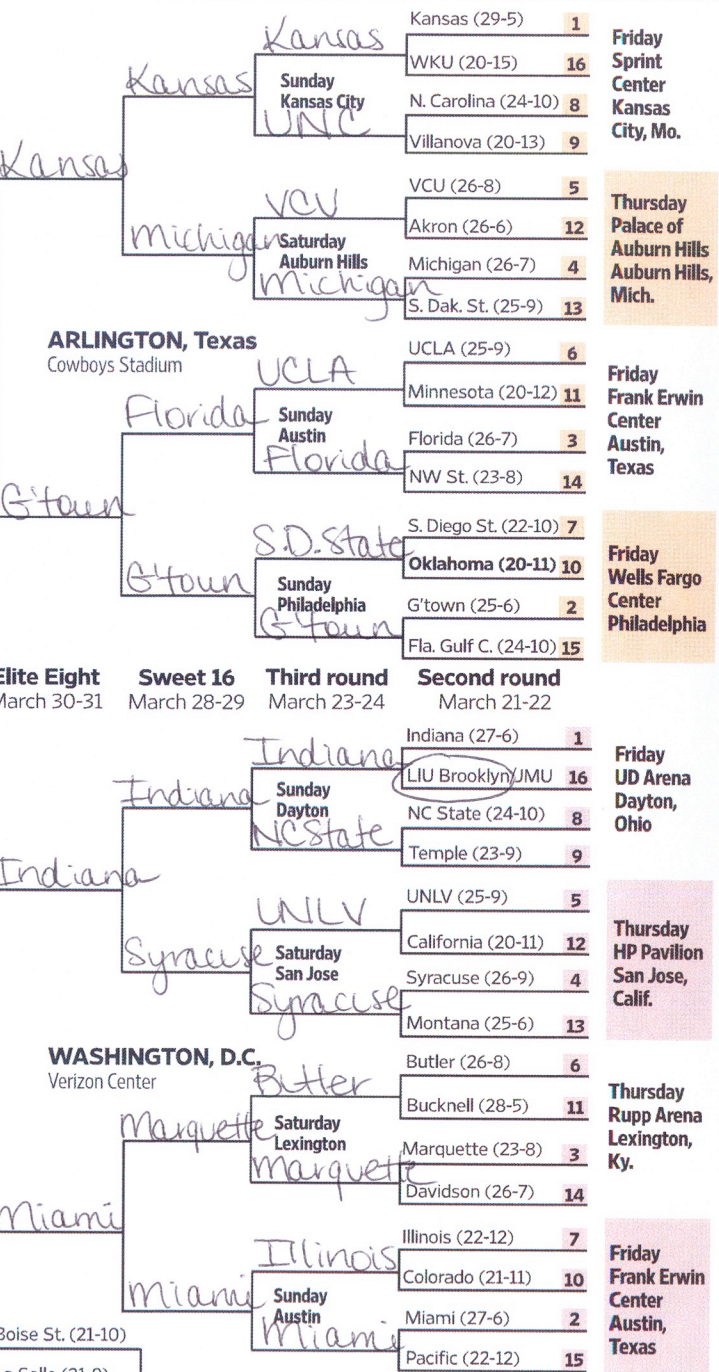 Kansas (29-5) 1
WKU (20-15) 16
N. Carolina (24-10) 8
Villanova (20-13) 9
Kansas
Sunday
Kansas City
UNC
Kansas
Kansas
Friday
Sprint
Center
Kansas
City, Mo.
VCU (26-8) 5
Akron (26-6) 12
Michigan (26-7) 4
S. Dak. St. (25-9) 13
VCU
Saturday
Auburn Hills
Michigan
Michigan
Thursday
Palace of
Auburn Hills
Auburn Hills,
Mich.
ARLINGTON, Texas
Cowboys Stadium
UCLA (25-9) 6
Minnesota (20-12) 11
Florida (26-7) 3
NW St. (23-8) 14
UCLA
Sunday
Austin
Florida
Florida
G'town
Friday
Frank Erwin
Center
Austin,
Texas
S. Diego St. (22-10) 7
Oklahoma (20-11) 10
G'town (25-6) 2
Fla. Gulf C. (24-10) 15
S.D. State
Sunday
Philadelphia
G'town
G'town
Friday
Wells Fargo
Center
Philadelphia
Elite Eight Sweet 16 Third round Second round
March 30-31 March 28-29 March 23-24 March 21-22
Indiana (27-6) 1
LIU Brooklyn/JMU 16
NC State (24-10) 8
Temple (23-9) 9
Indiana
Sunday
Dayton
NC State
Indiana
Indiana
Friday
UD Arena
Dayton,
Ohio
UNLV (25-9) 5
California (20-11) 12
Syracuse (26-9) 4
Montana (25-6) 13
UNLV
Saturday
San Jose
Syracuse
Syracuse
Thursday
HP Pavilion
San Jose,
Calif.
WASHINGTON, D.C.
Verizon Center
Butler (26-8) 6
Bucknell (28-5) 11
Marquette (23-8) 3
Davidson (26-7) 14
Butler
Saturday
Lexington
Marquette
Marquette
Miami
Thursday
Rupp Arena
Lexington,
Ky.
Illinois (22-12) 7
Colorado (21-11) 10
Miami (27-6) 2
Pacific (22-12) 15
Illinois
Sunday
Austin
Miami
Miami
Friday
Frank Erwin
Center
Austin,
Texas
Boise St. (21-10)